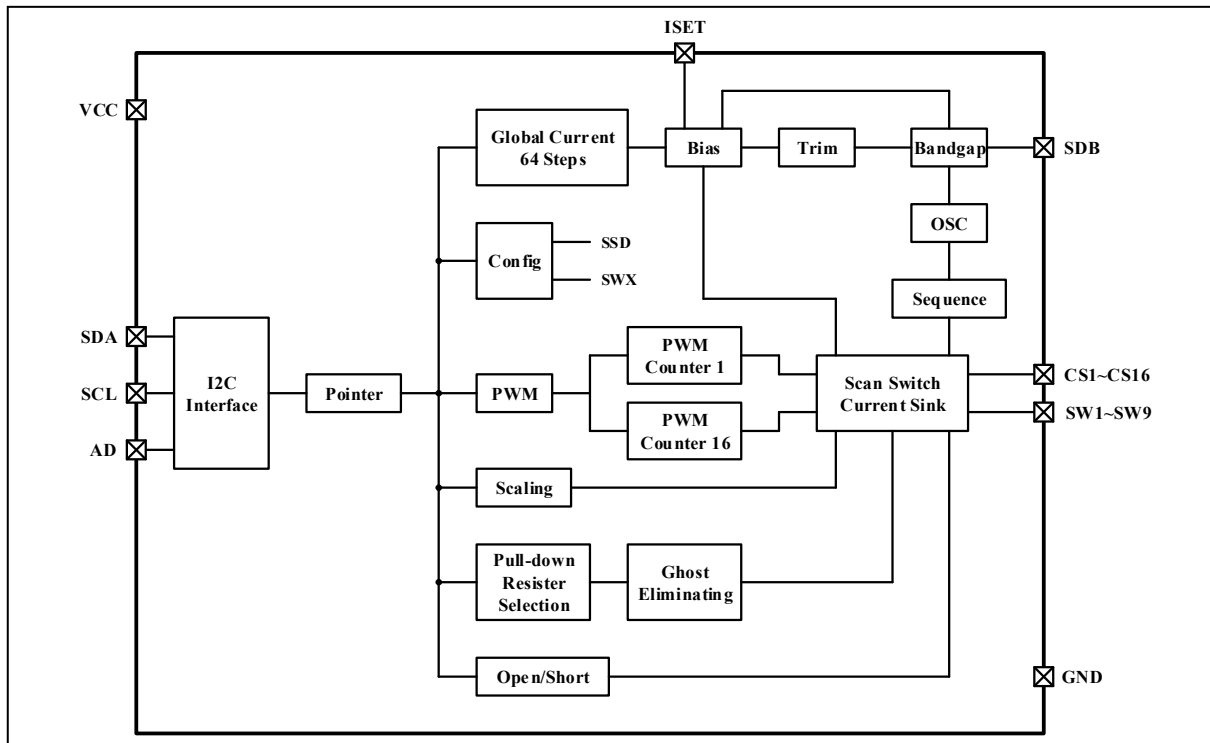 ISET
VCC
Global Current
64 Steps
Bias
Trim
Bandgap
SDB
OSC
Config
SSD
SWX
Sequence
SDA
SCL
AD
I2C
Interface
Pointer
PWM
PWM
Counter 1
PWM
Counter 16
Scan Switch
Current Sink
CS1~CS16
SW1~SW9
Scaling
Pull-down
Resister
Selection
Ghost
Eliminating
Open/Short
GND